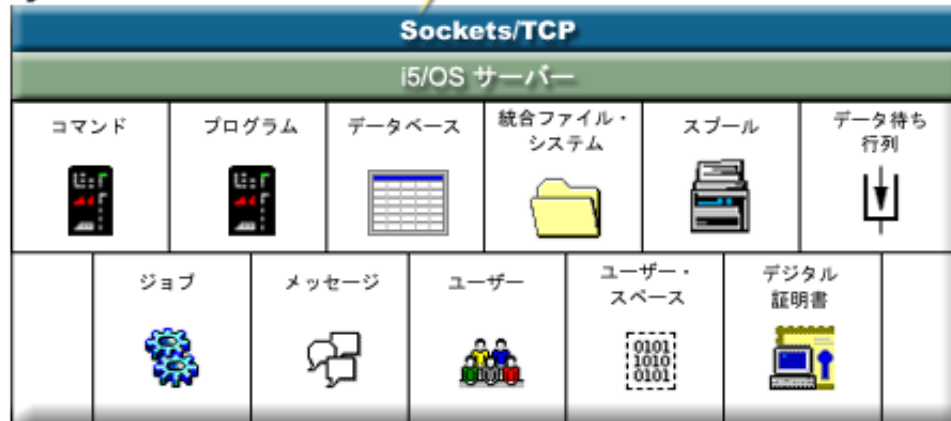 Sockets/TCP
i5/OS サーバー
コマンド
プログラム
データベース
統合ファイル・
システム
スプール
データ待ち
行列
ジョブ
メッセージ
ユーザー
ユーザー・
スペース
デジタル
証明書
0101
1010
0101